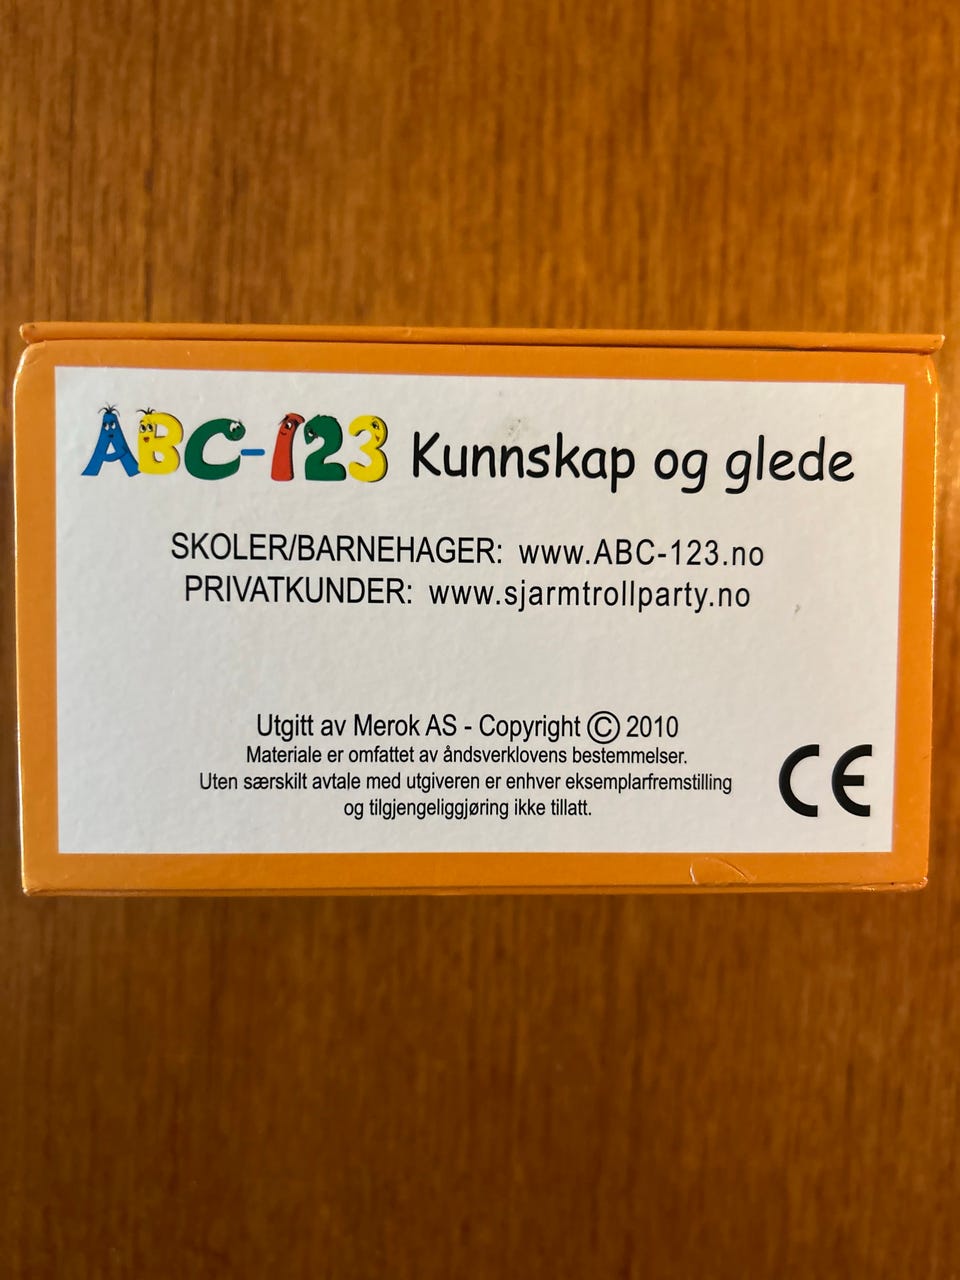 ABC-123 Kunnskap og glede
SKOLER/BARNEHAGER: www.ABC-123.no
PRIVATKUNDER: www.sjarmtrollparty.no
Utgitt av Merok AS - Copyright © 2010
Materiale er omfattet av åndsverklovens bestemmelser.
Uten særskilt avtale med utgiveren er enhver eksemplarfremstilling
og tilgjengeliggjøring ikke tillatt.
CE